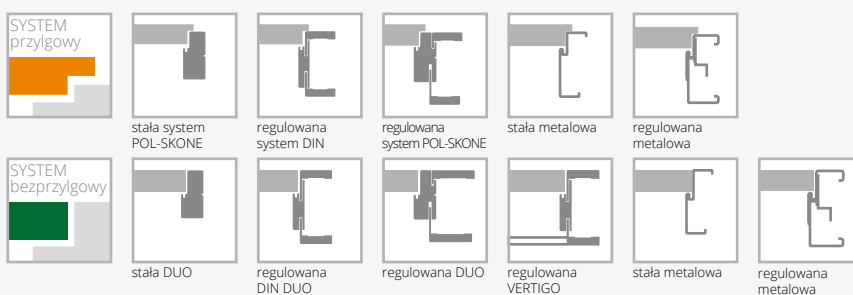 SYSTEM
przylgowy
stała system
POL-SKONE
regulowana
system DIN
regulowana
system POL-SKONE
stała metalowa
regulowana
metalowa
SYSTEM
bezprzylgowy
stała DUO
regulowana
DIN DUO
regulowana DUO
regulowana
VERTIGO
stała metalowa
regulowana
metalowa